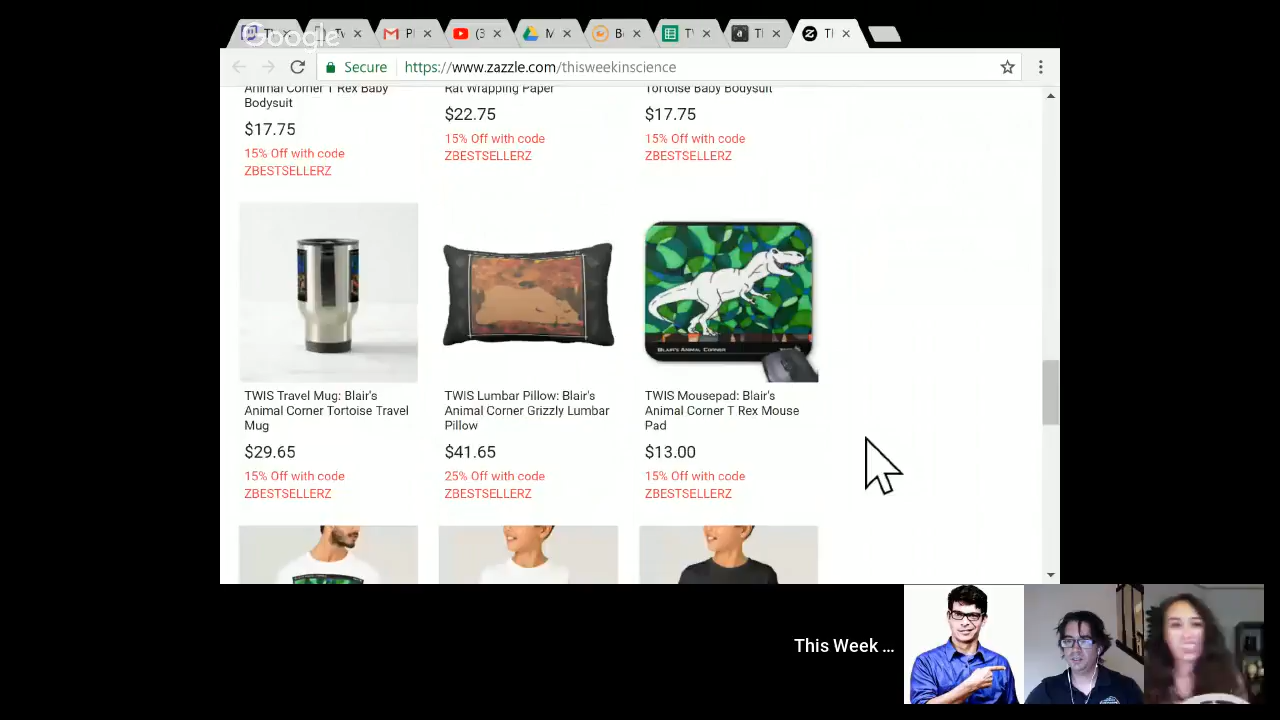 Google
Secure
https://www.zazzle.com/thisweekinscience
Animal Corner T Rex Baby
Bodysuit
$17.75
15% Off with code
ZBESTSELLERZ
Rat Wrapping Paper
$22.75
15% Off with code
ZBESTSELLERZ
Tortoise Baby Bodysuit
$17.75
15% Off with code
ZBESTSELLERZ
BLAIR'S ANIMAL CORNER
TWIS Travel Mug: Blair's
Animal Corner Tortoise Travel
Mug
$29.65
15% Off with code
ZBESTSELLERZ
TWIS Lumbar Pillow: Blair's
Animal Corner Grizzly Lumbar
Pillow
$41.65
25% Off with code
ZBESTSELLERZ
TWIS Mousepad: Blair's
Animal Corner T Rex Mouse
Pad
$13.00
15% Off with code
ZBESTSELLERZ
This Week ...